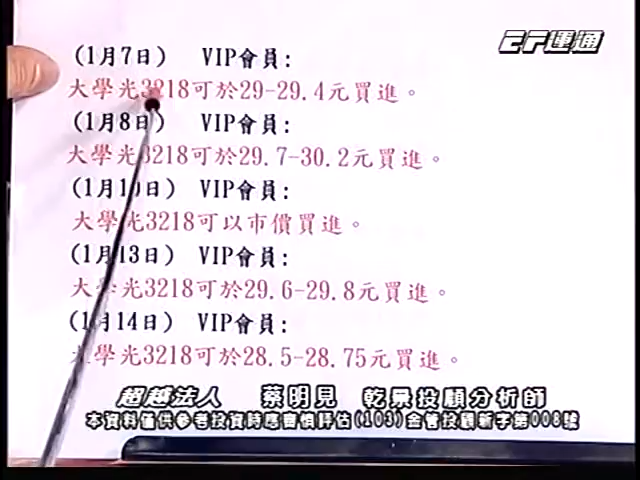 EF運通
(1月7日) VIP會員:
大學光3218可於29-29.4元買進。
(1月8日) VIP會員:
大學光3218可於29.7-30.2元買進。
(1月10日) VIP會員:
大學光3218可以市價買進。
(1月13日) VIP會員:
大學光3218可於29.6-29.8元買進。
(1月14日) VIP會員:
大學光3218可於28.5-28.75元買進。
超越法人 蔡明見 乾景投顧分析師
本資料僅供參考投資時應審慎評估(103)金管投顧新字第008號